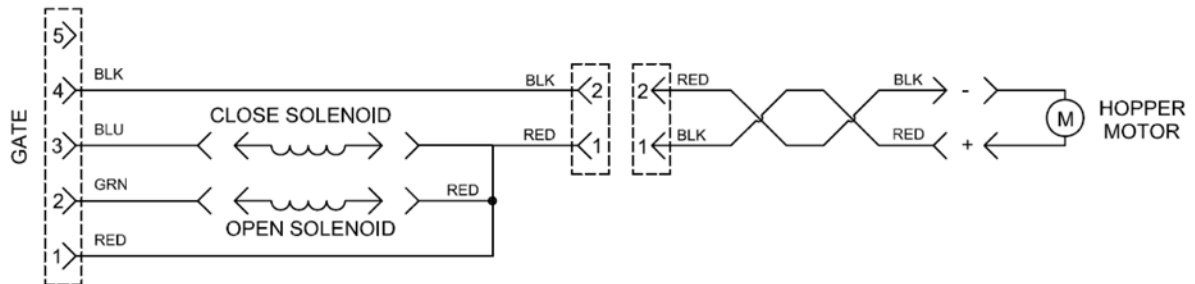 GATE
5
4 BLK BLK 2 2 RED BLK -
CLOSE SOLENOID
3 BLU RED 1 1 BLK RED + M HOPPER MOTOR
2 GRN RED
OPEN SOLENOID
1 RED